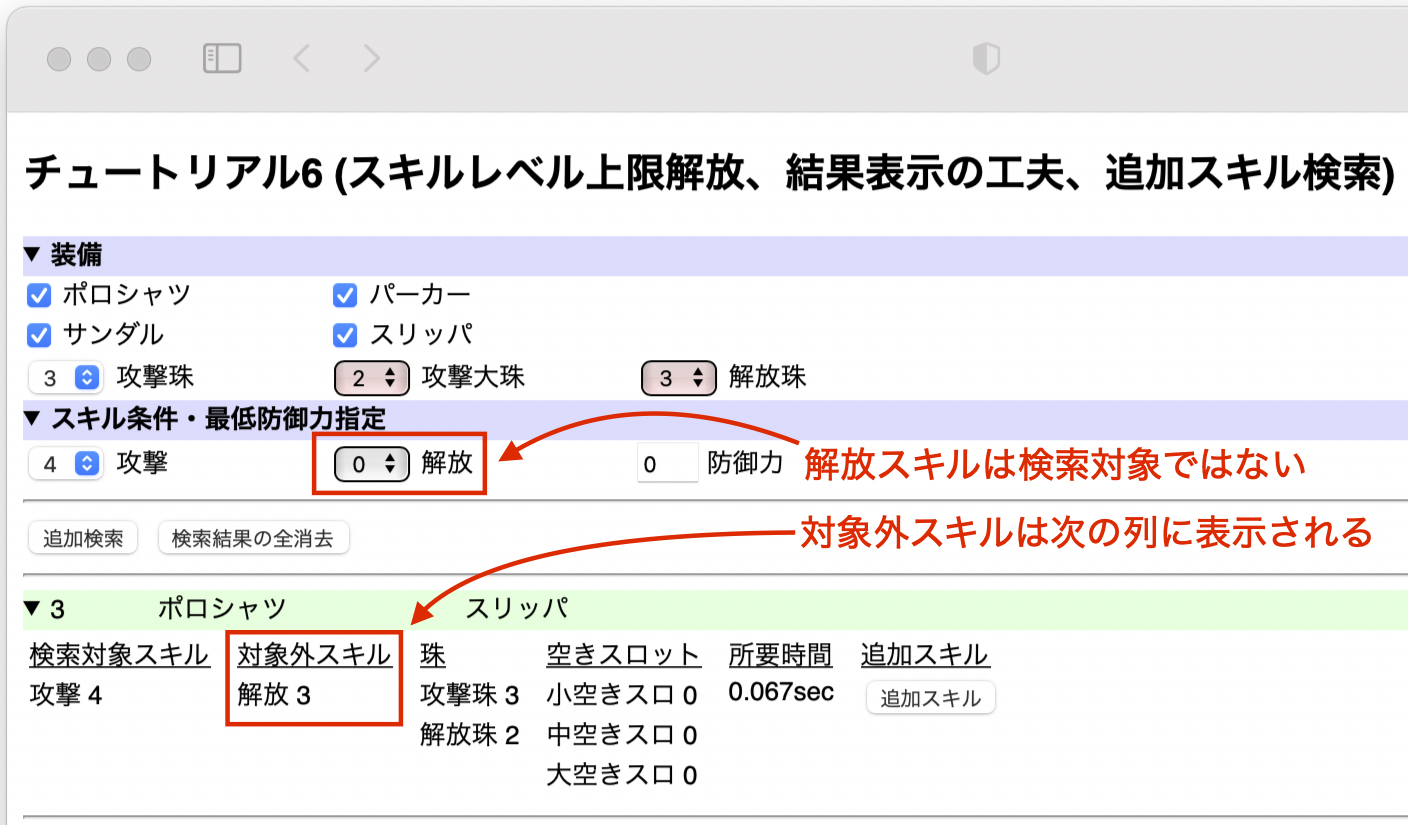 チュートリアル6 (スキルレベル上限解放、結果表示の工夫、追加スキル検索)
▼ 装備
ポロシャツ パーカー
サンダル スリッパ
3 攻撃珠 2 攻撃大珠 3 解放珠
▼ スキル条件・最低防御力指定
4 攻撃 0 解放 0 防御力 解放スキルは検索対象ではない
追加検索 検索結果の全消去 対象外スキルは次の列に表示される
▼ 3 ポロシャツ スリッパ
検索対象スキル 対象外スキル 珠 空きスロット 所要時間 追加スキル
攻撃 4 解放 3 攻撃珠 3 小空きスロ 0 0.067sec 追加スキル
解放珠 2 中空きスロ 0
大空きスロ 0